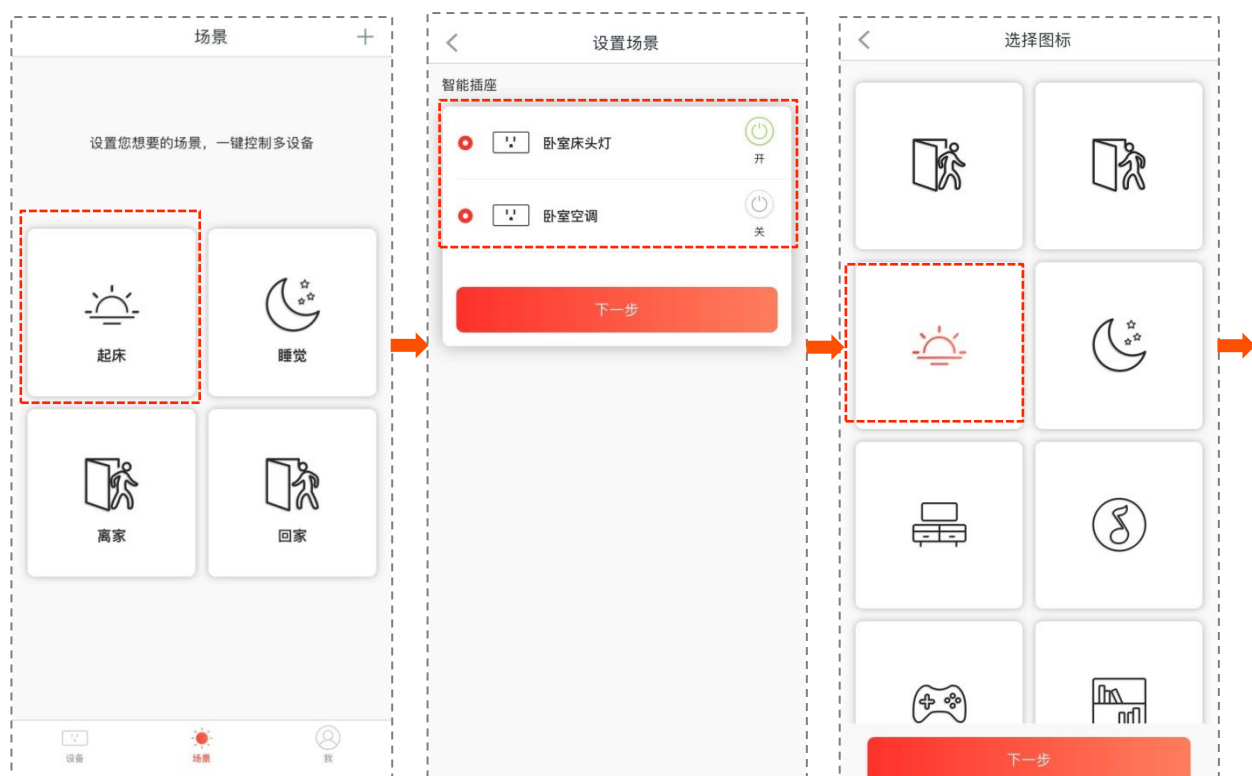 场景
设置您想要的场景，一键控制多设备
起床
睡觉
离家
回家
设备
场景
我
设置场景
智能插座
卧室床头灯
开
卧室空调
关
下一步
选择图标
下一步